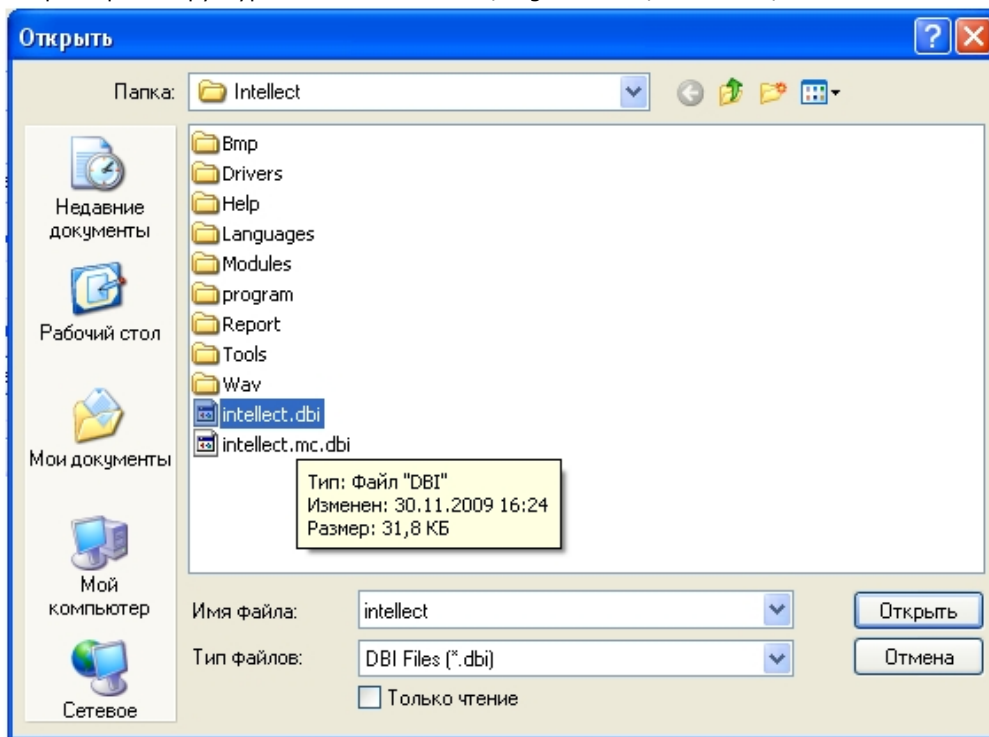 Открыть
Папка:
Intellect
Недавние
документы
Рабочий стол
Мои документы
Мой
компьютер
Сетевое
Bmp
Drivers
Help
Languages
Modules
program
Report
Tools
Wav
intellect.dbi
intellect.mc.dbi
Тип: Файл "DBI"
Изменен: 30.11.2009 16:24
Размер: 31,8 КБ
Имя файла:
intellect
Открыть
Тип файлов:
DBI Files (*.dbi)
Отмена
Только чтение